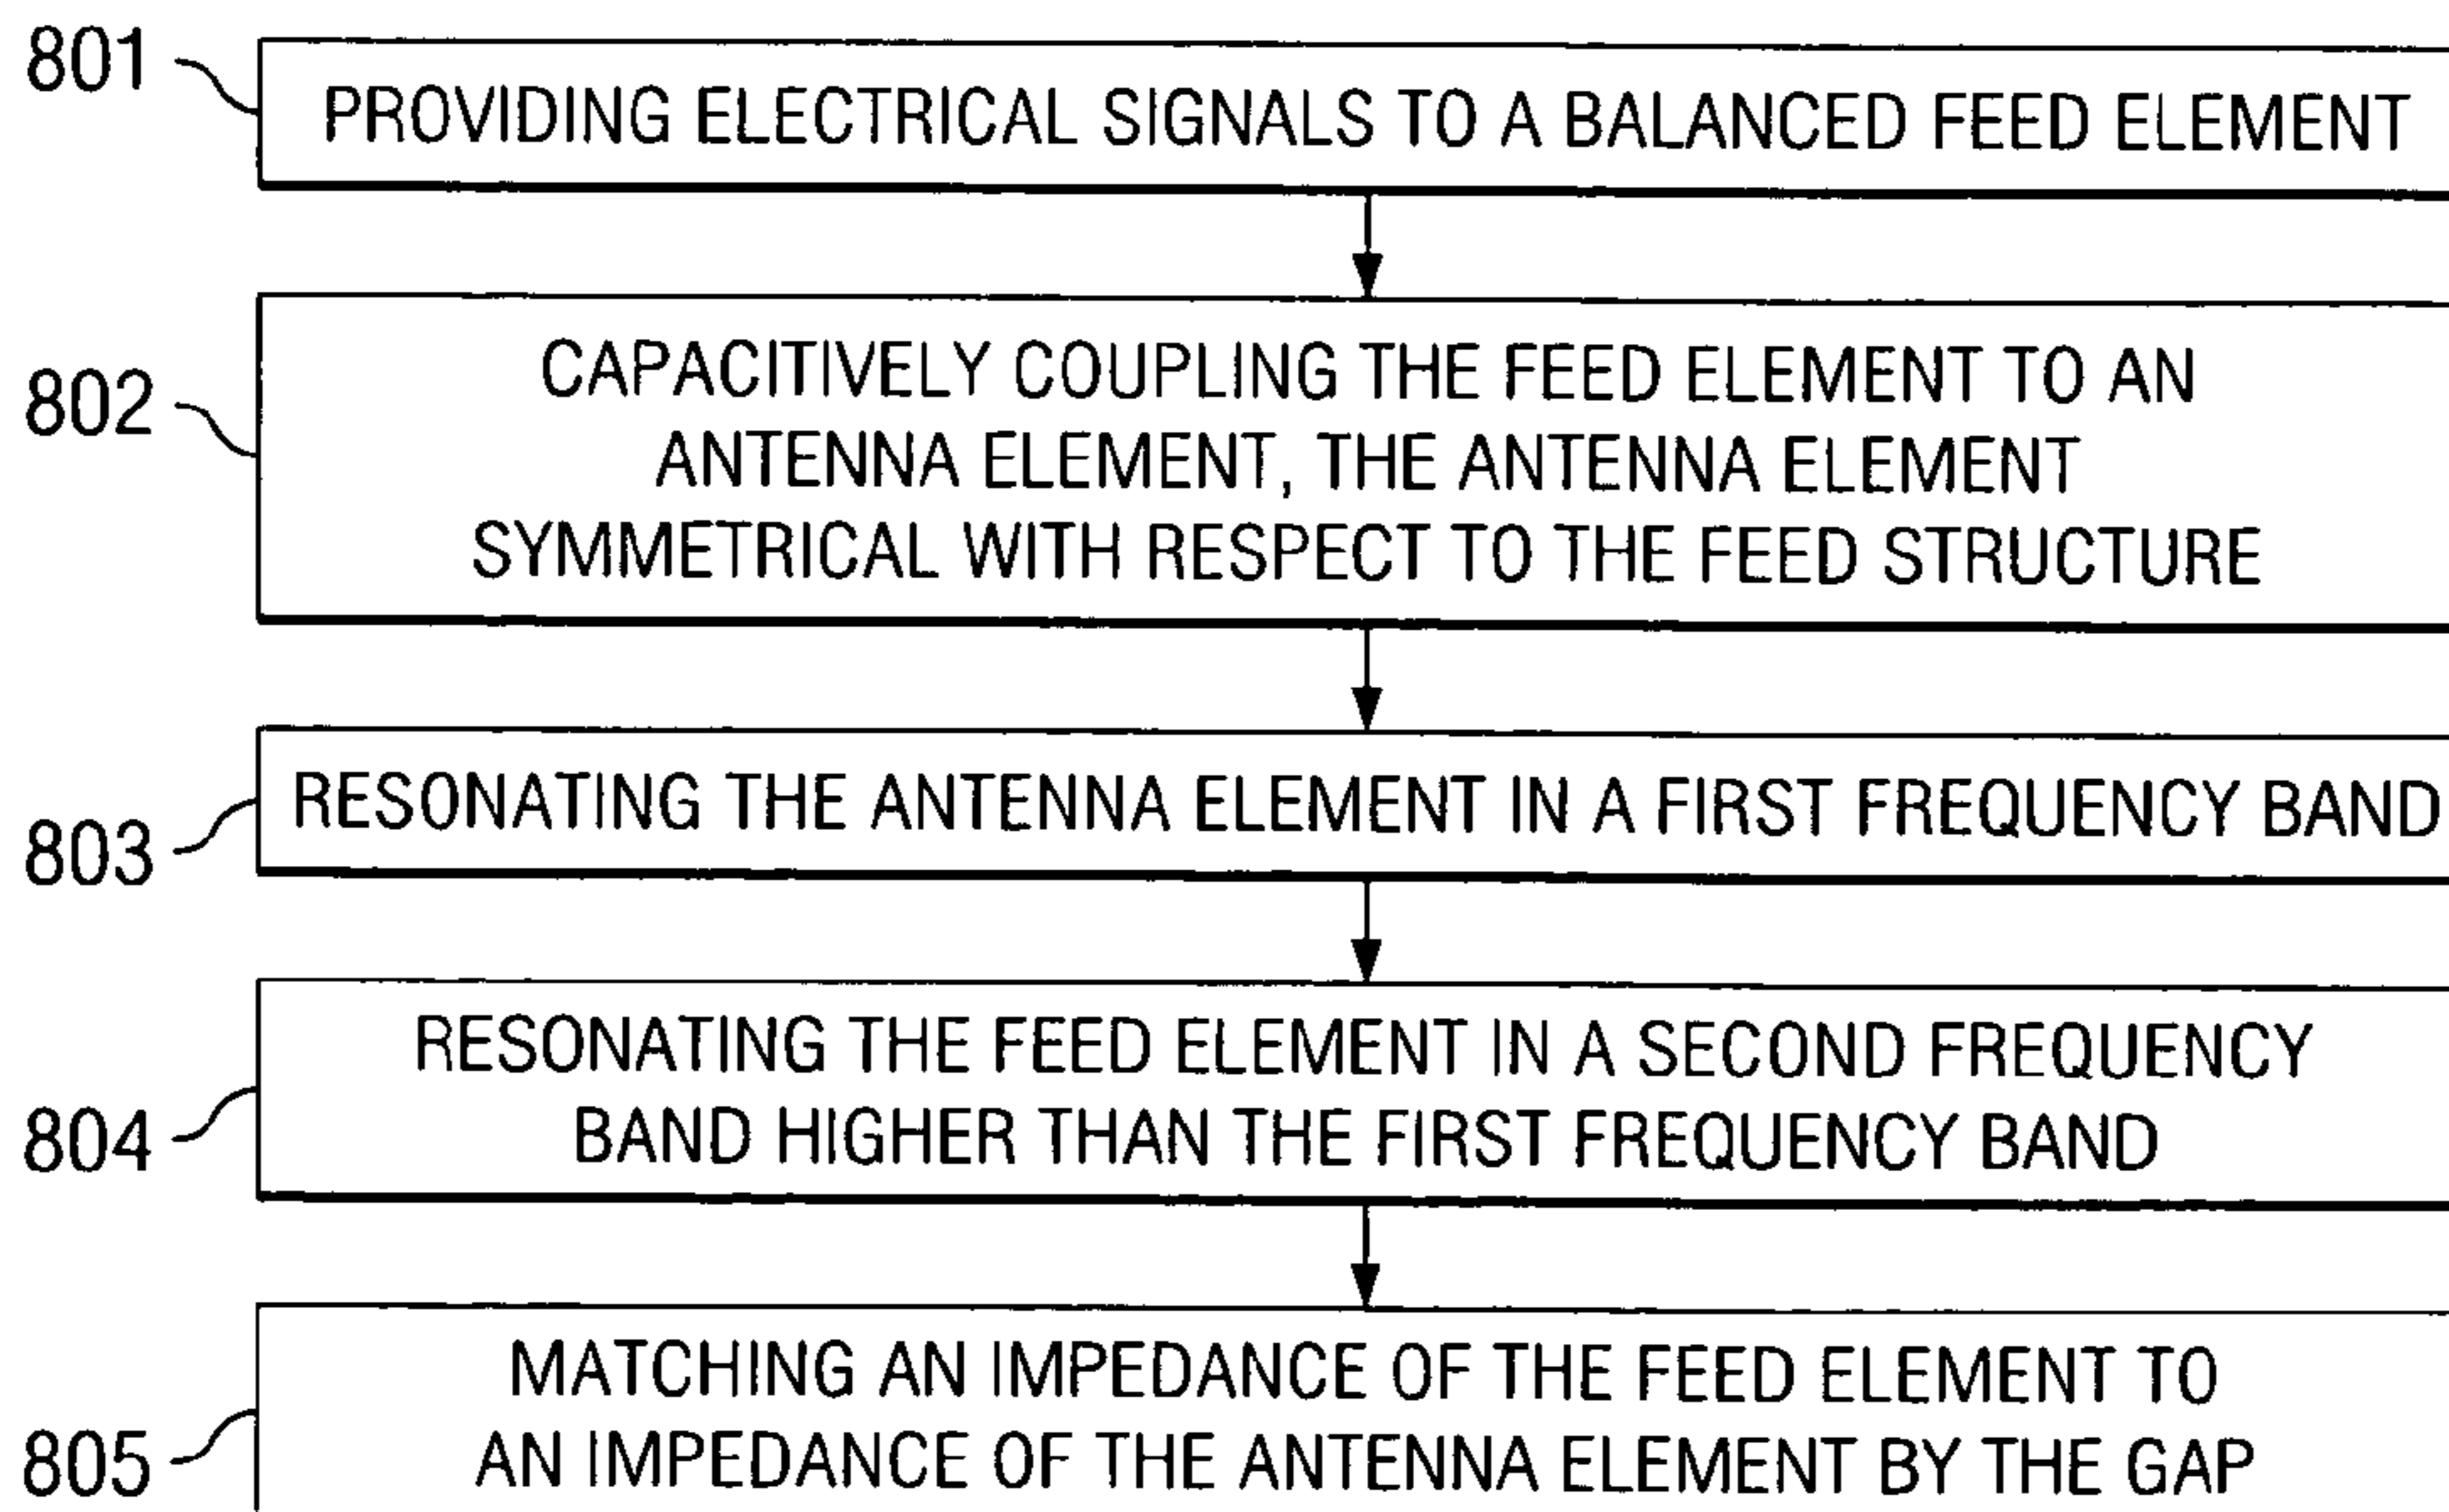 801
PROVIDING ELECTRICAL SIGNALS TO A BALANCED FEED ELEMENT
802
CAPACITIVELY COUPLING THE FEED ELEMENT TO AN
ANTENNA ELEMENT, THE ANTENNA ELEMENT
SYMMETRICAL WITH RESPECT TO THE FEED STRUCTURE
803
RESONATING THE ANTENNA ELEMENT IN A FIRST FREQUENCY BAND
804
RESONATING THE FEED ELEMENT IN A SECOND FREQUENCY
BAND HIGHER THAN THE FIRST FREQUENCY BAND
805
MATCHING AN IMPEDANCE OF THE FEED ELEMENT TO
AN IMPEDANCE OF THE ANTENNA ELEMENT BY THE GAP